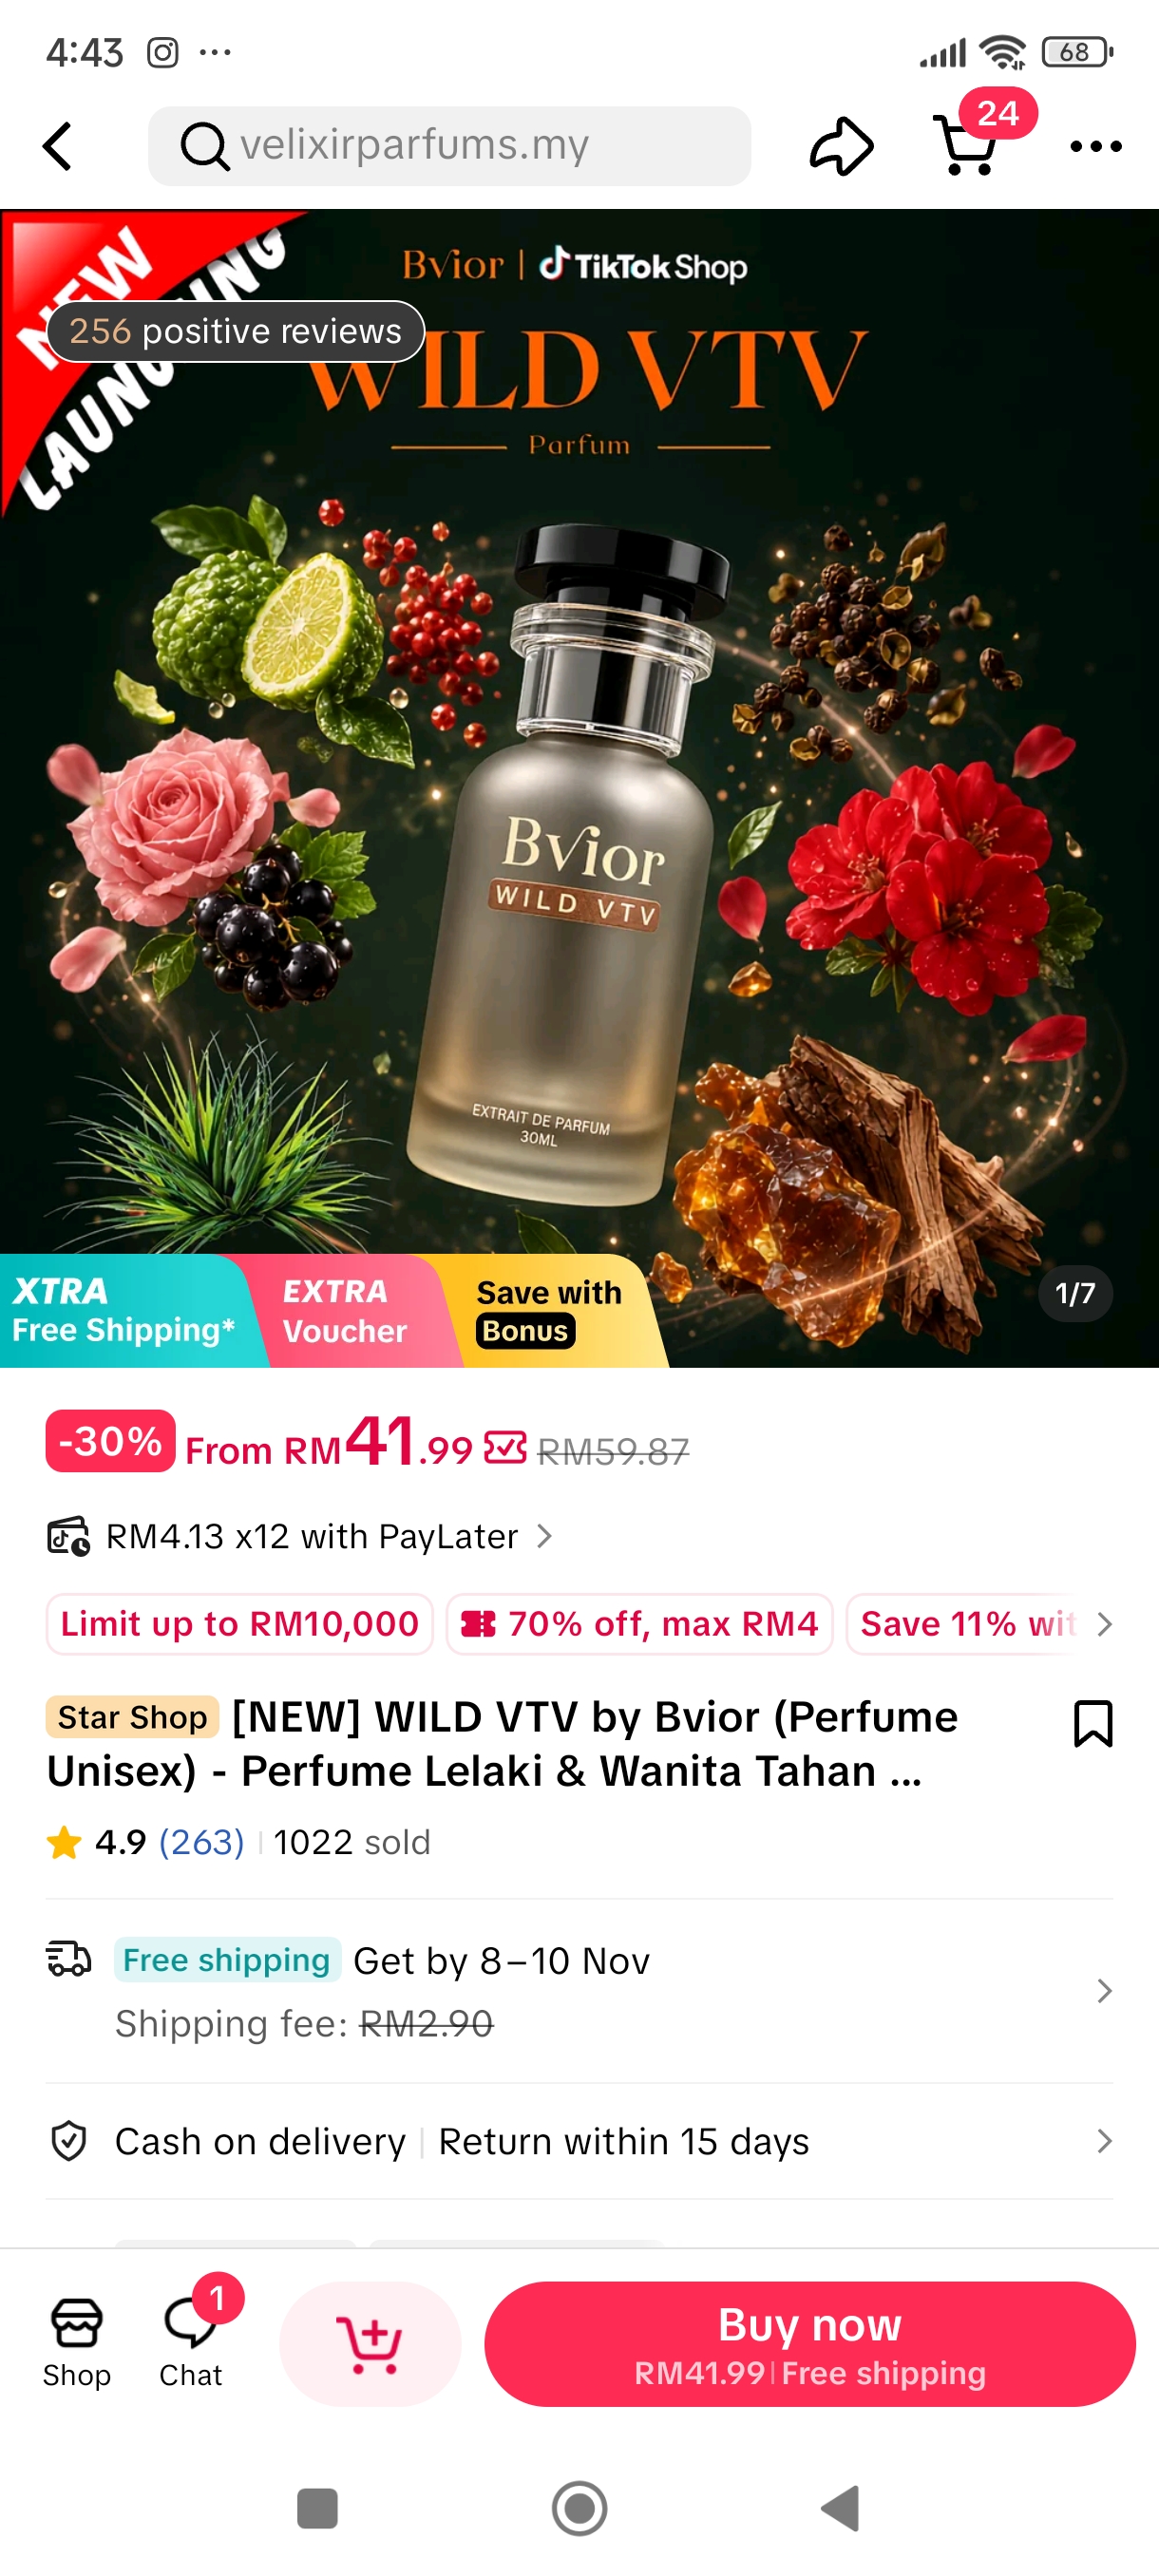 4:43
68
velixirparfums.my
24
NEW
LAUNCHING
Bvior | TikTok Shop
256 positive reviews
WILD VTV
Parfum
Bvior
WILD VTV
EXTRAIT DE PARFUM
30ML
XTRA
Free Shipping*
EXTRA
Voucher
Save with
Bonus
1/7
-30% From RM41.99 RM59.87
RM4.13 x12 with PayLater
Limit up to RM10,000 70% off, max RM4 Save 11% wit
Star Shop [NEW] WILD VTV by Bvior (Perfume
Unisex) - Perfume Lelaki & Wanita Tahan ...
4.9 (263) 1022 sold
Free shipping Get by 8–10 Nov
Shipping fee: RM2.90
Cash on delivery Return within 15 days
1
Shop
Chat
Buy now
RM41.99 Free shipping